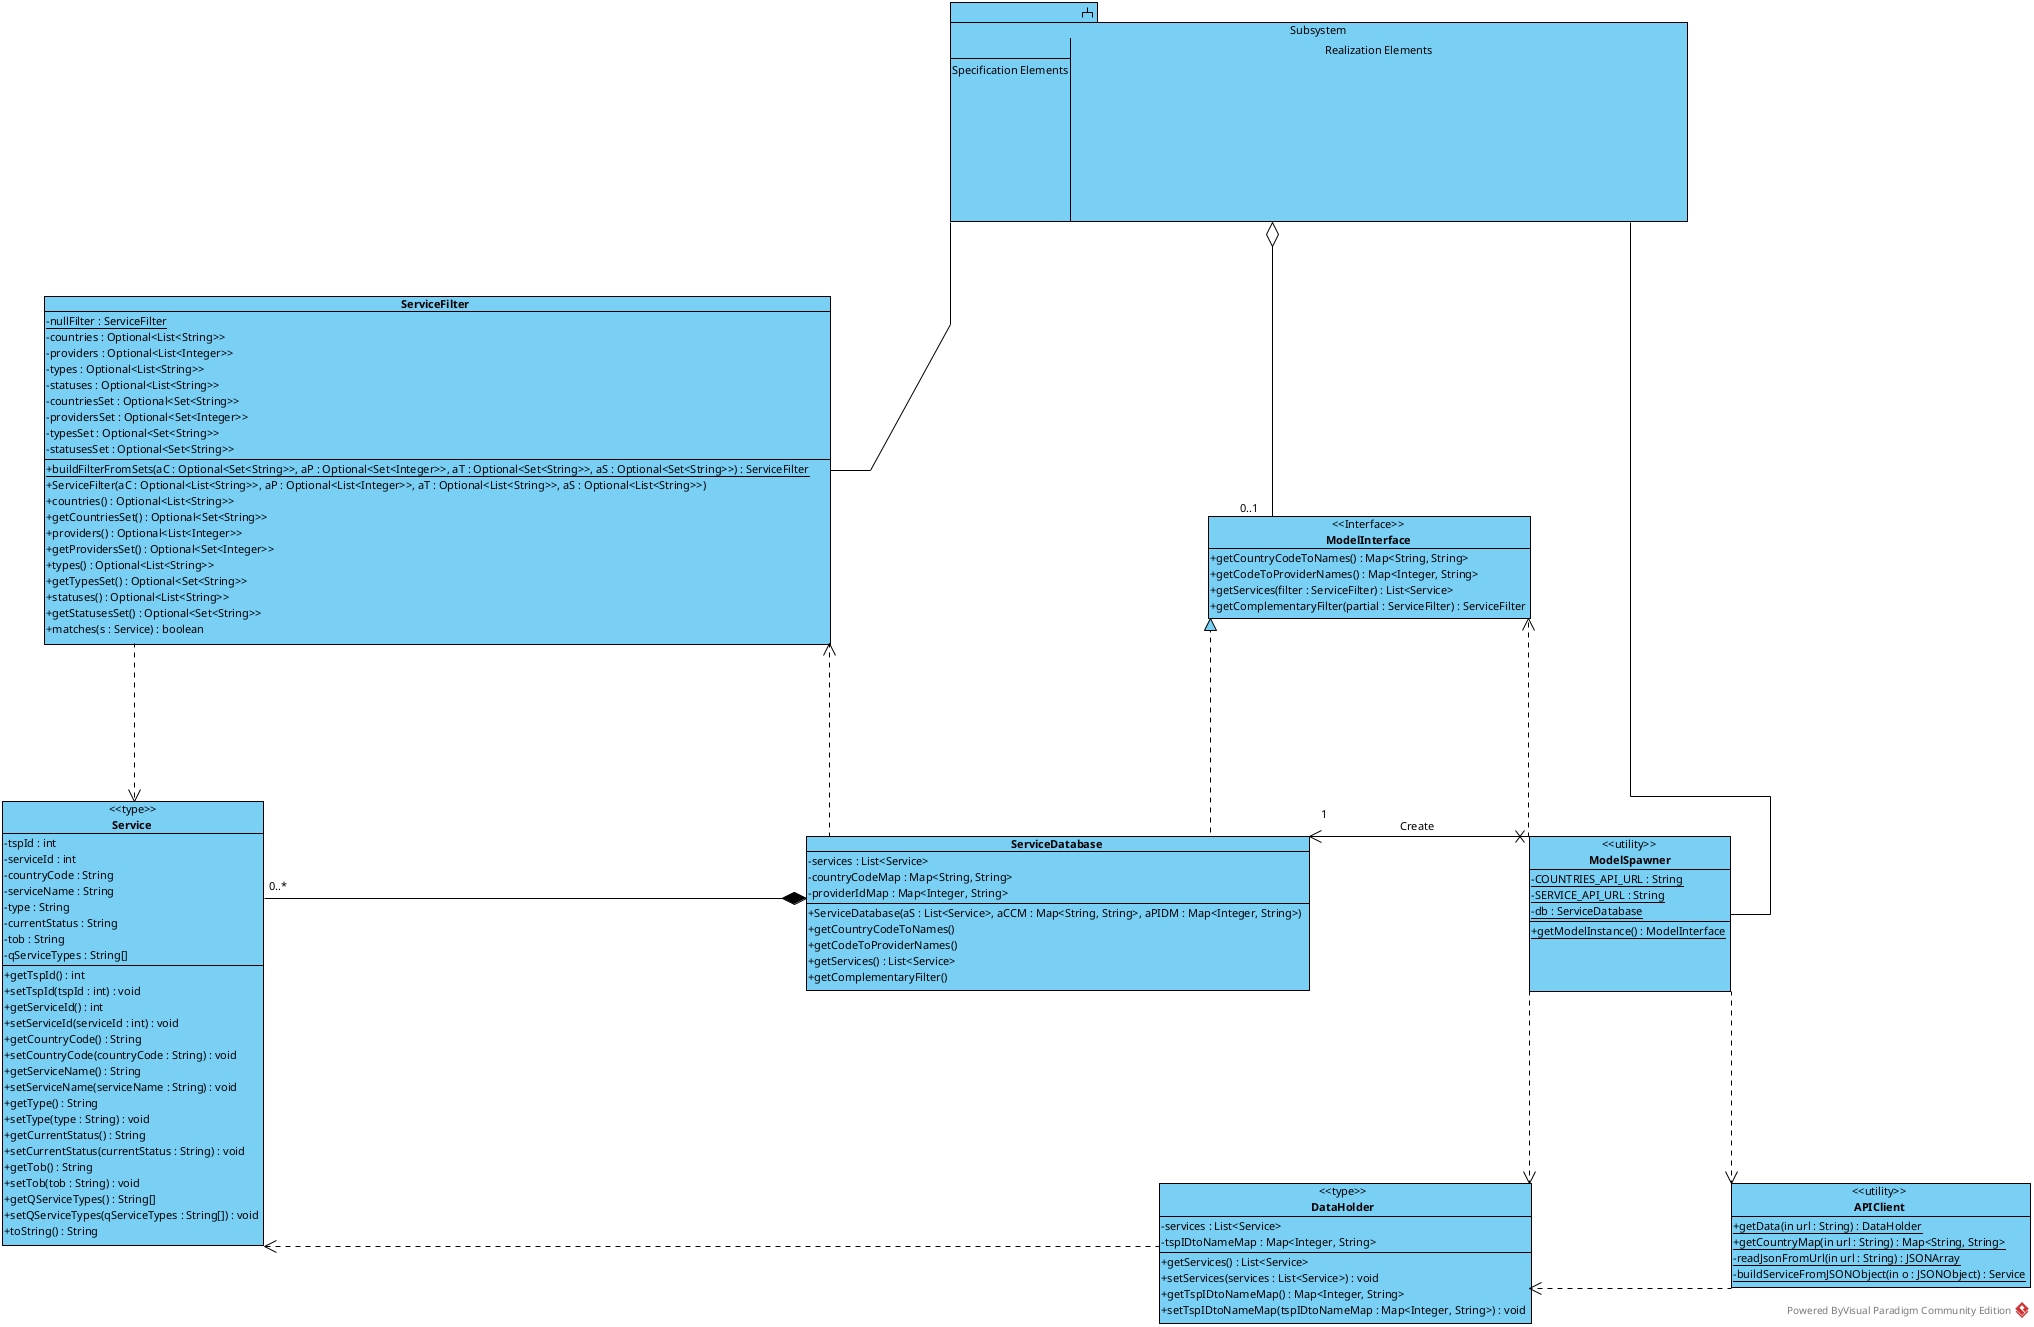 Subsystem
Realization Elements
Specification Elements
ServiceFilter
-nullFilter : ServiceFilter
-countries : Optional<List<String>>
-providers : Optional<List<Integer>>
-types : Optional<List<String>>
-statuses : Optional<List<String>>
-countriesSet : Optional<Set<String>>
-providersSet : Optional<Set<Integer>>
-typesSet : Optional<Set<String>>
-statusesSet : Optional<Set<String>>
+buildFilterFromSets(aC : Optional<Set<String>>, aP : Optional<Set<Integer>>, aT : Optional<Set<String>>, aS : Optional<Set<String>>) : ServiceFilter
+ServiceFilter(aC : Optional<List<String>>, aP : Optional<List<Integer>>, aT : Optional<List<String>>, aS : Optional<List<String>>)
+countries() : Optional<List<String>>
+getCountriesSet() : Optional<Set<String>>
+providers() : Optional<List<Integer>>
+getProvidersSet() : Optional<Set<Integer>>
+types() : Optional<List<String>>
+getTypesSet() : Optional<Set<String>>
+statuses() : Optional<List<String>>
+getStatusesSet() : Optional<Set<String>>
+matches(s : Service) : boolean
0..1
<<Interface>>
ModelInterface
+getCountryCodeToNames() : Map<String, String>
+getCodeToProviderNames() : Map<Integer, String>
+getServices(filter : ServiceFilter) : List<Service>
+getComplementaryFilter(partial : ServiceFilter) : ServiceFilter
<<type>>
Service
-tspId : int
-serviceId : int
-countryCode : String
-serviceName : String
-type : String
-currentStatus : String
-tob : String
-qServiceTypes : String[]
+getTspId() : int
+setTspId(tspId : int) : void
+getServiceId() : int
+setServiceId(serviceId : int) : void
+getCountryCode() : String
+setCountryCode(countryCode : String) : void
+getServiceName() : String
+setServiceName(serviceName : String) : void
+getType() : String
+setType(type : String) : void
+getCurrentStatus() : String
+setCurrentStatus(currentStatus : String) : void
+getTob() : String
+setTob(tob : String) : void
+getQServiceTypes() : String[]
+setQServiceTypes(qServiceTypes : String[]) : void
+toString() : String
0..*
ServiceDatabase
-services : List<Service>
-countryCodeMap : Map<String, String>
-providerIdMap : Map<Integer, String>
+ServiceDatabase(aS : List<Service>, aCCM : Map<String, String>, aPIDM : Map<Integer, String>)
+getCountryCodeToNames()
+getCodeToProviderNames()
+getServices() : List<Service>
+getComplementaryFilter()
1
Create
<<utility>>
ModelSpawner
-COUNTRIES_API_URL : String
-SERVICE_API_URL : String
-db : ServiceDatabase
+getModelInstance() : ModelInterface
<<type>>
DataHolder
-services : List<Service>
-tspIDtoNameMap : Map<Integer, String>
+getServices() : List<Service>
+setServices(services : List<Service>) : void
+getTspIDtoNameMap() : Map<Integer, String>
+setTspIDtoNameMap(tspIDtoNameMap : Map<Integer, String>) : void
<<utility>>
APIClient
+getData(in url : String) : DataHolder
+getCountryMap(in url : String) : Map<String, String>
-readJsonFromUrl(in url : String) : JSONArray
-buildServiceFromJSONObject(in o : JSONObject) : Service
Powered ByVisual Paradigm Community Edition